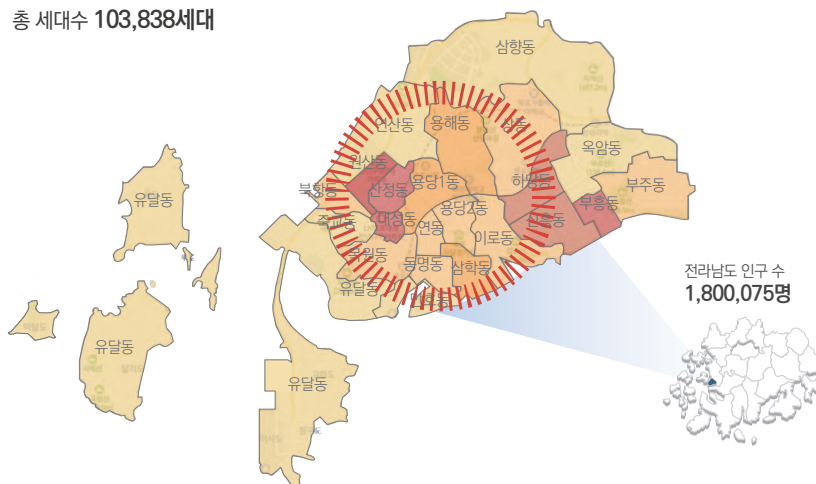 총 세대수 103,838세대
삼향동
연산동
용해동
상동
옥암동
원산동
하당동
부주동
북항동
산정동
용당1동
유달동
부흥동
죽교동
대성동
용당2동
신흥동
연동
이로동
목원동
동명동
삼학동
유달동
만호동
전라남도 인구 수
1,800,075명
유달동
유달동